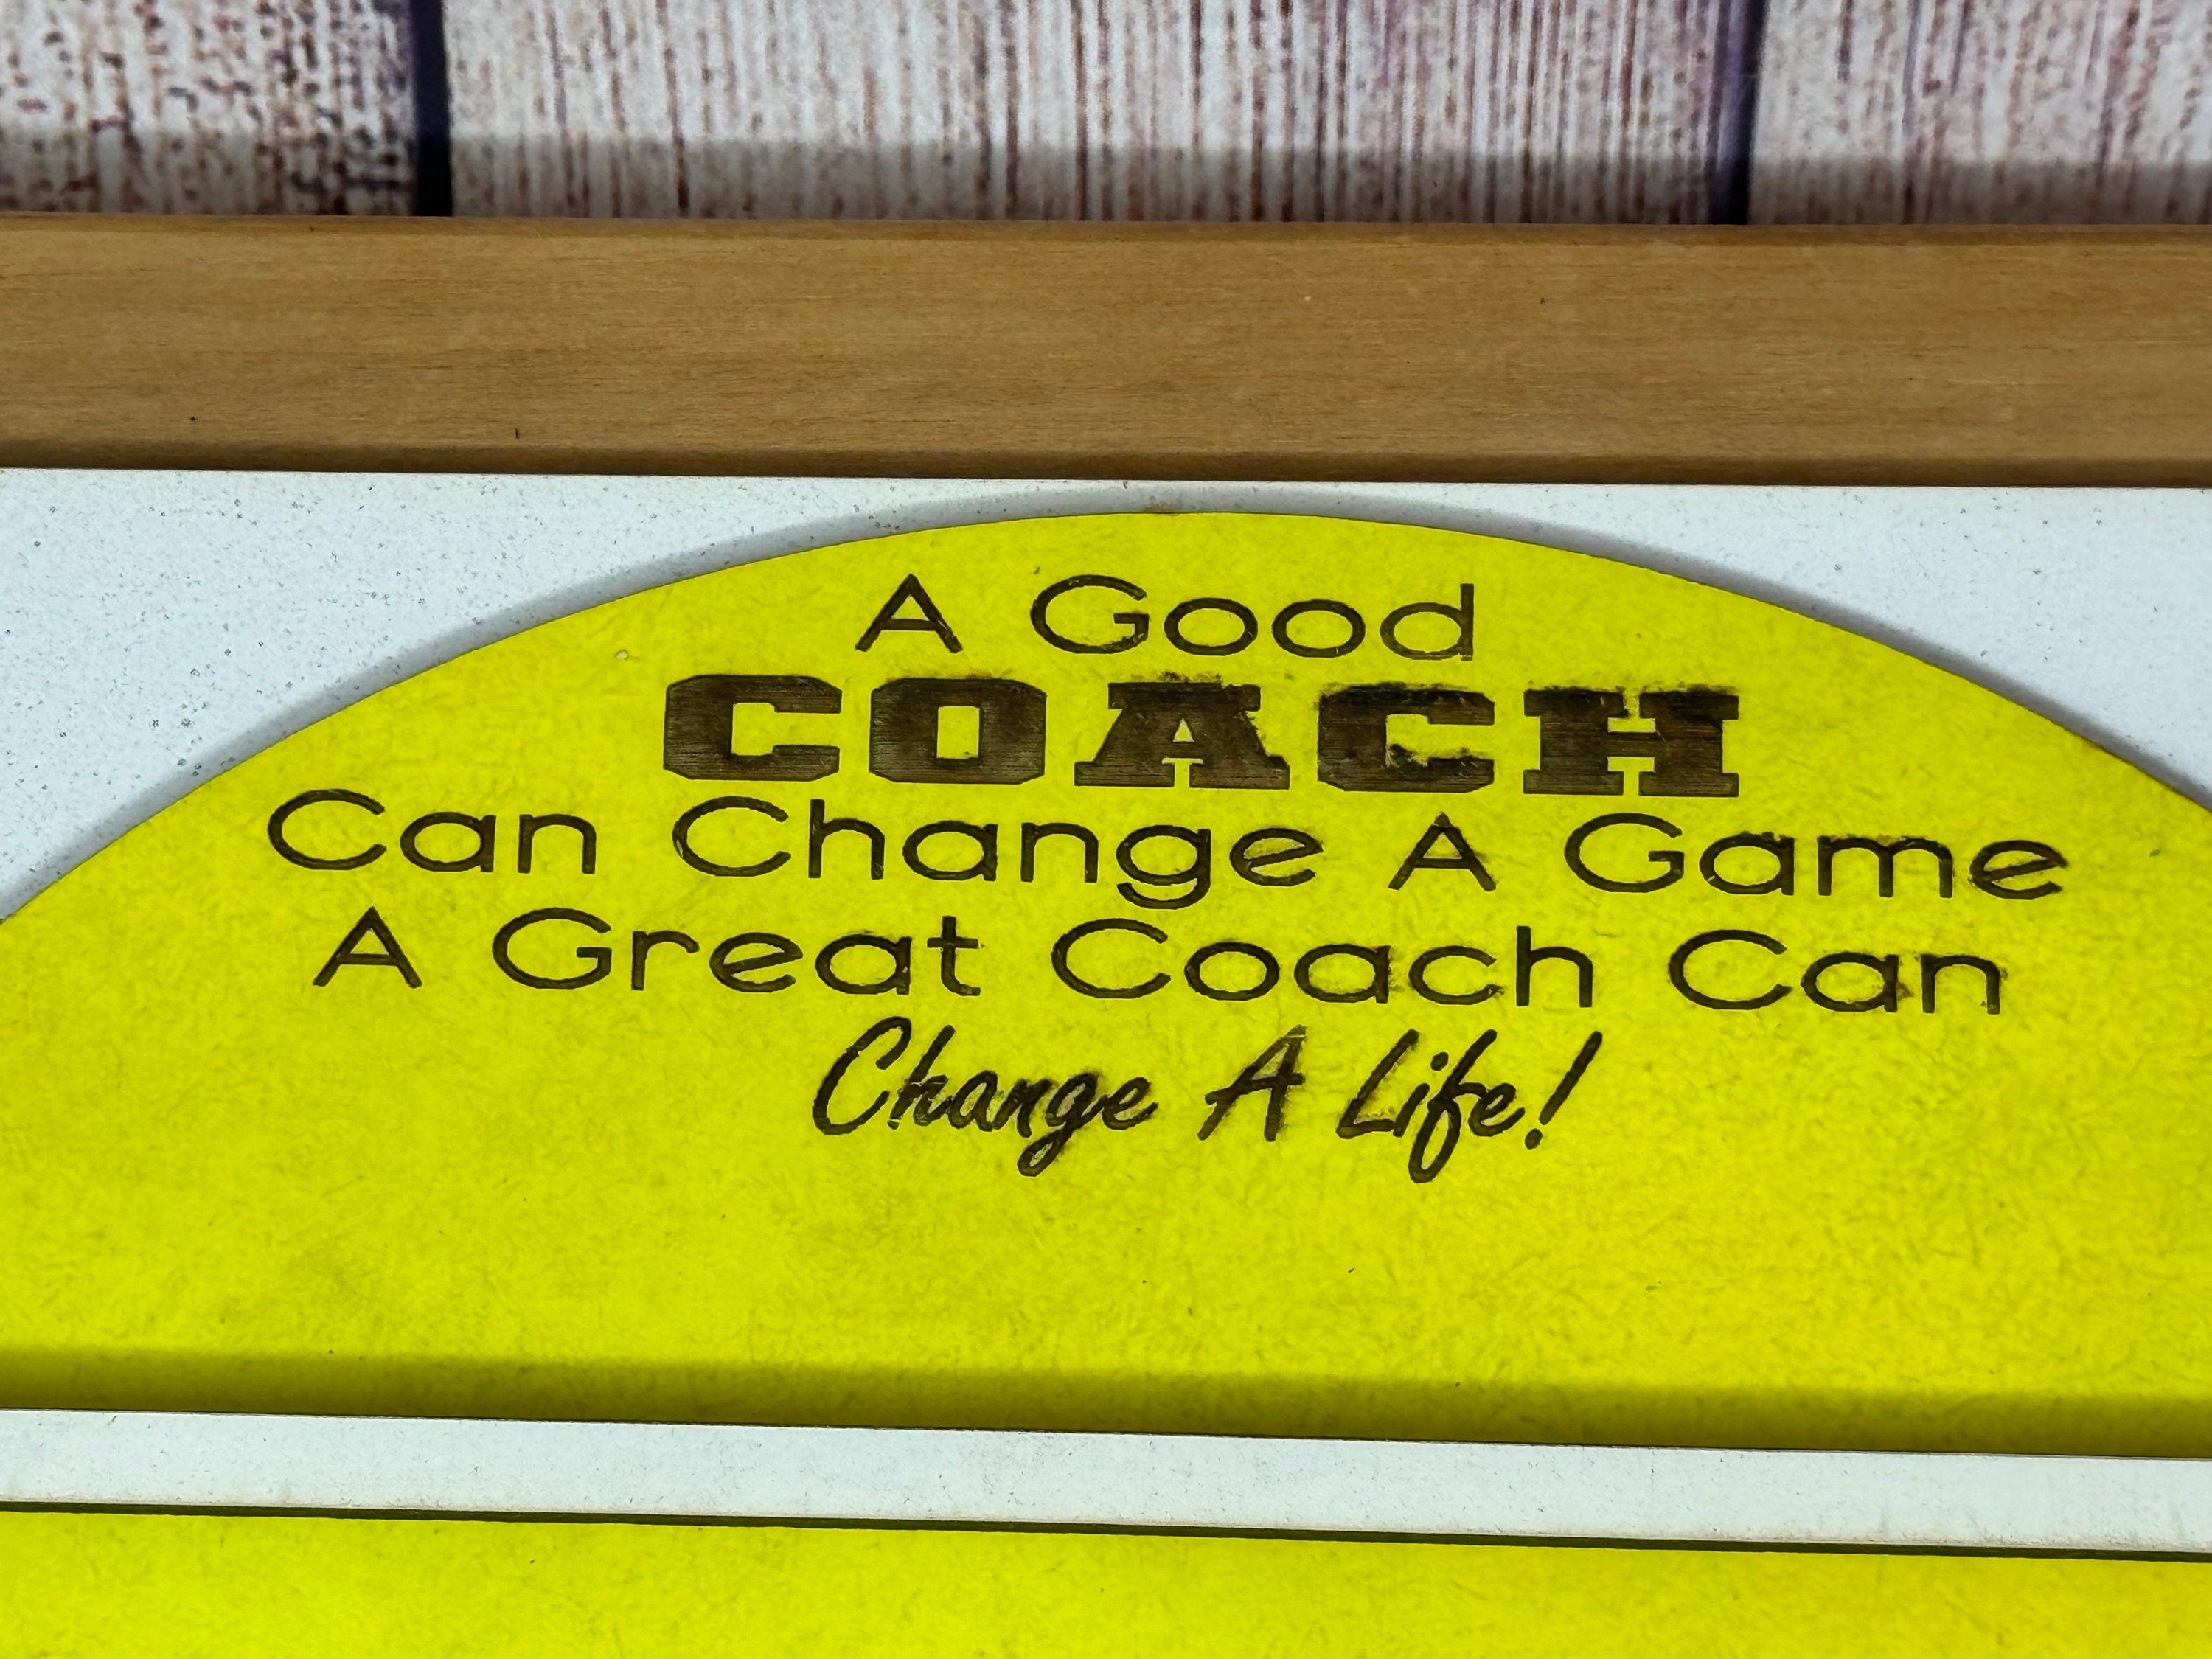 A Good
COACH
Can Change A Game
A Great Coach Can
Change A Life!